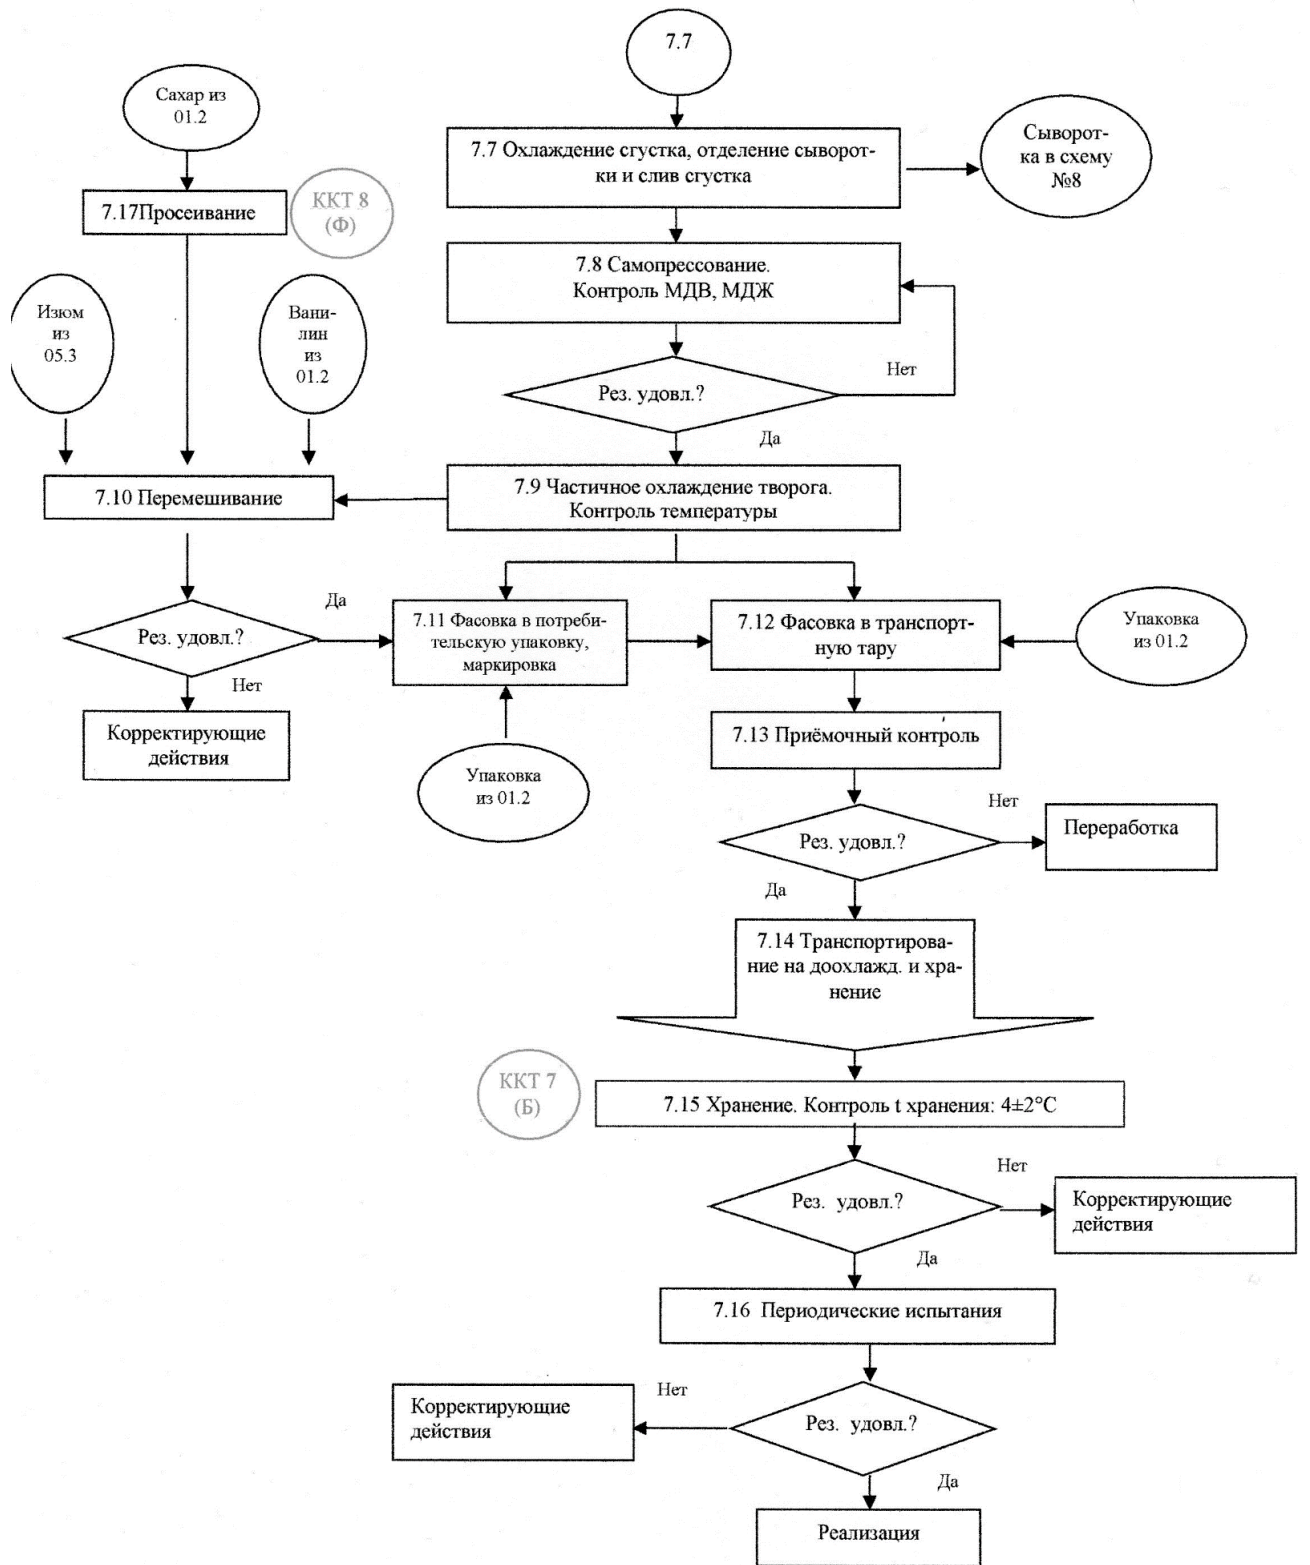 7.7
Сахар из
01.2
7.7 Охлаждение сгустка, отделение сыворот-
ки и слив сгустка
Сыворот-
ка в схему
№8
7.17Просеивание
ККТ 8
(Ф)
7.8 Самопрессование.
Контроль МДВ, МДЖ
Изюм
из
05.3
Вани-
лин
из
01.2
Рез. удовл.?
Нет
Да
7.10 Перемешивание
7.9 Частичное охлаждение творога.
Контроль температуры
Рез. удовл.?
Да
Нет
7.11 Фасовка в потреби-
тельскую упаковку,
маркировка
7.12 Фасовка в транспорт-
ную тару
Упаковка
из 01.2
Корректирующие
действия
Упаковка
из 01.2
7.13 Приёмочный контроль
Рез. удовл.?
Нет
Переработка
Да
7.14 Транспортирова-
ние на доохлажд. и хра-
нение
ККТ 7
(Б)
7.15 Хранение. Контроль t хранения: 4±2°С
Рез. удовл.?
Нет
Корректирующие
действия
Да
7.16 Периодические испытания
Корректирующие
действия
Нет
Рез. удовл.?
Да
Реализация